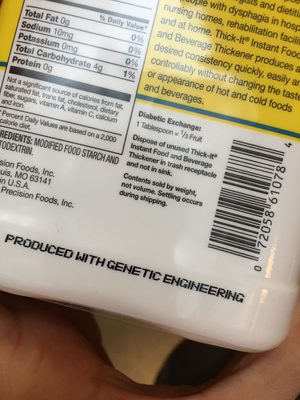 % Daily Value*
Total Fat 0g 0%
Sodium 10mg 0%
Potassium 0mg 0%
Total Carbohydrate 4g 1%
Protein 0g
Not a significant source of calories from fat,
saturated fat, trans fat, cholesterol, dietary
fiber, sugars, vitamin A, vitamin C, calcium
and iron.
Percent Daily Values are based on a 2,000
calorie diet.
REDIENTS: MODIFIED FOOD STARCH AND
TODEXTRIN.
sion Foods, Inc.
uis, MO 63141
in U.S.A.
Precision Foods, Inc.
people with dysphagia in hosp
nursing homes, rehabilitation facil
and at home. Thick-It® Instant Food
and Beverage Thickener produces a
desired consistency quickly, easily an
controllably without changing the tast
or appearance of hot and cold foods
and beverages.
Diabetic Exchange:
1 Tablespoon = ⅓ Fruit
Dispose of unused Thick-It®
Instant Food and Beverage
Thickener in trash receptacle
and not in sink.
Contents sold by weight,
not volume. Settling occurs
during shipping.
0 72058 61078 4
PRODUCED WITH GENETIC ENGINEERING